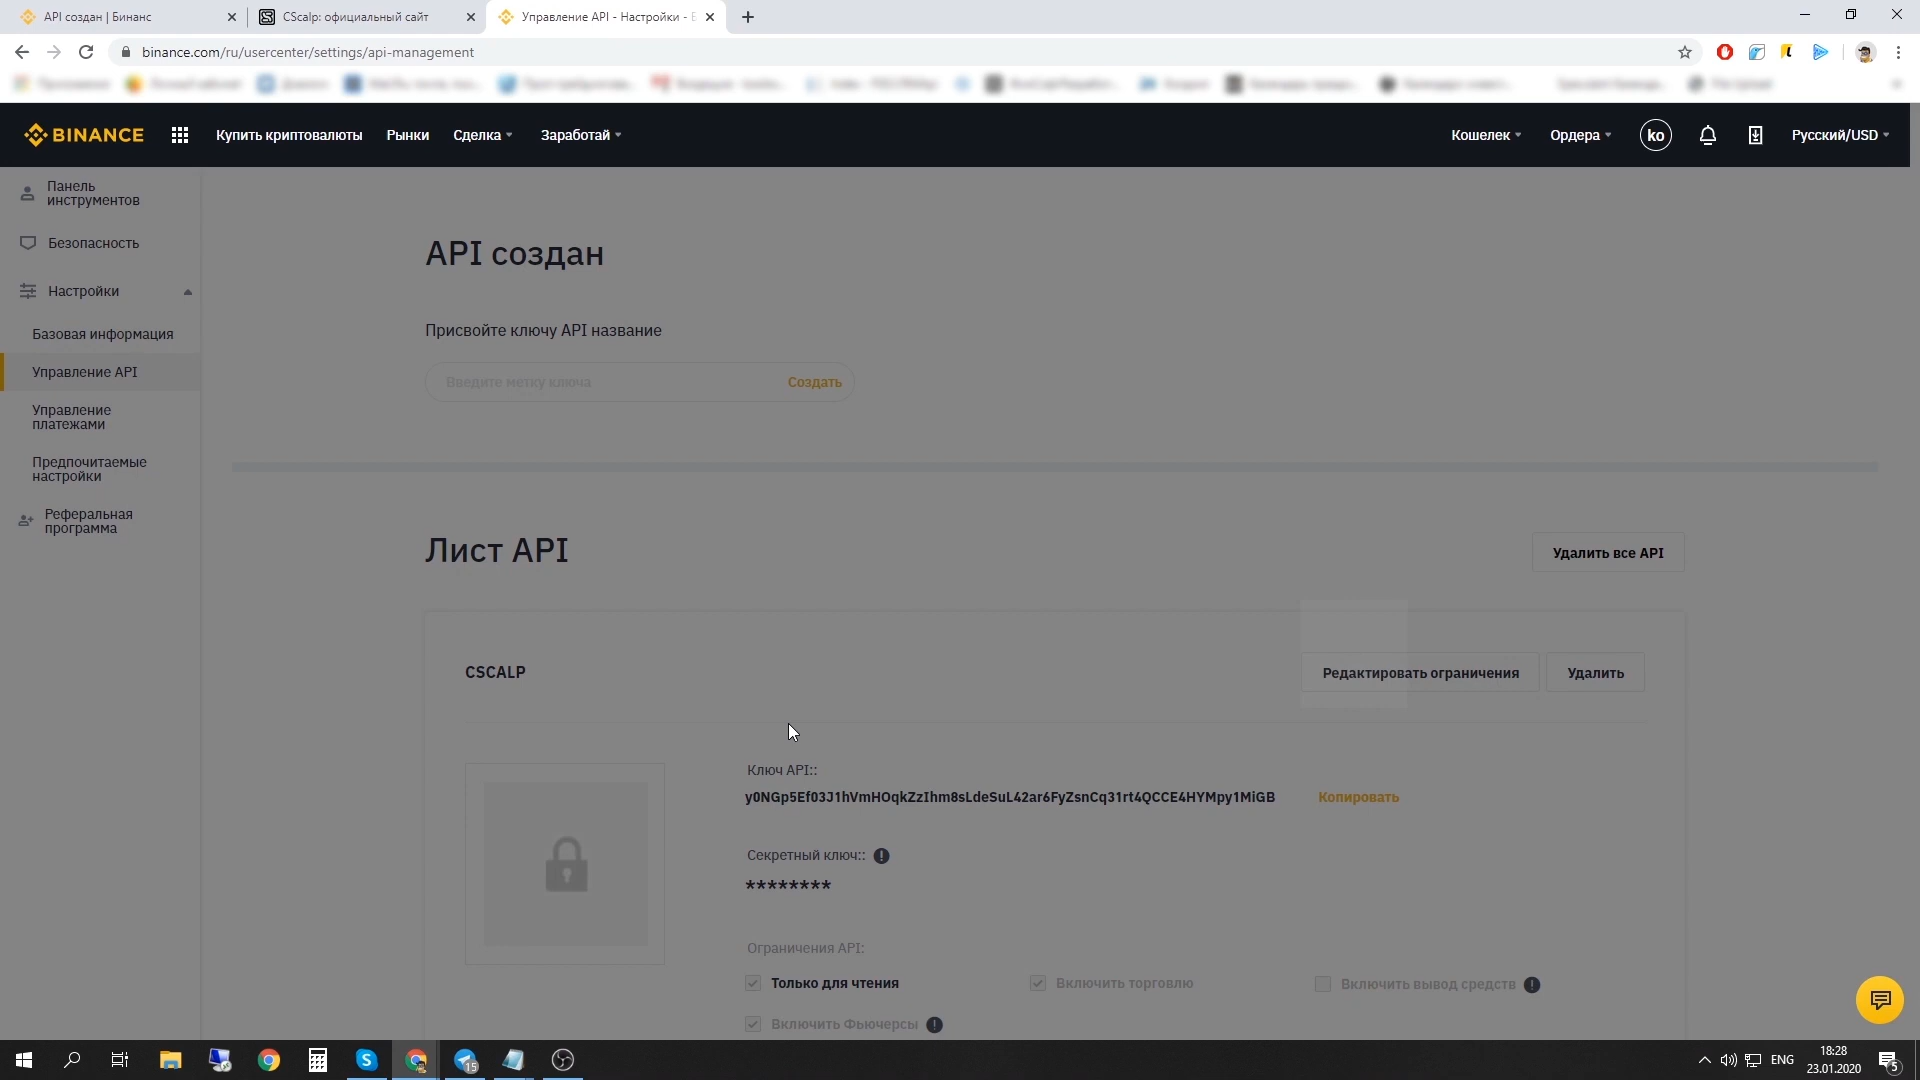 API создан | Бинанс
CScalp: официальный сайт
Управление API - Настройки - Б
binance.com/ru/usercenter/settings/api-management
BINANCE
Купить криптовалюты
Рынки
Сделка
Заработай
Кошелек
Ордера
ko
Русский/USD
Панель
инструментов
Безопасность
Настройки
Базовая информация
Управление API
Управление
платежами
Предпочитаемые
настройки
Реферальная
программа
API создан
Присвойте ключу API название
Введите метку ключа
Создать
Лист API
Удалить все API
CSCALP
Редактировать ограничения
Удалить
Ключ API::
y0NGp5Ef03J1hVmHOqkZzIhm8sLdeSuL42ar6FyZsnCq31rt4QCCE4HYMpy1MiGB
Копировать
Секретный ключ::
********
Ограничения API:
Только для чтения
Включить торговлю
Включить вывод средств
Включить Фьючерсы
15
ENG
18:28
23.01.2020
5